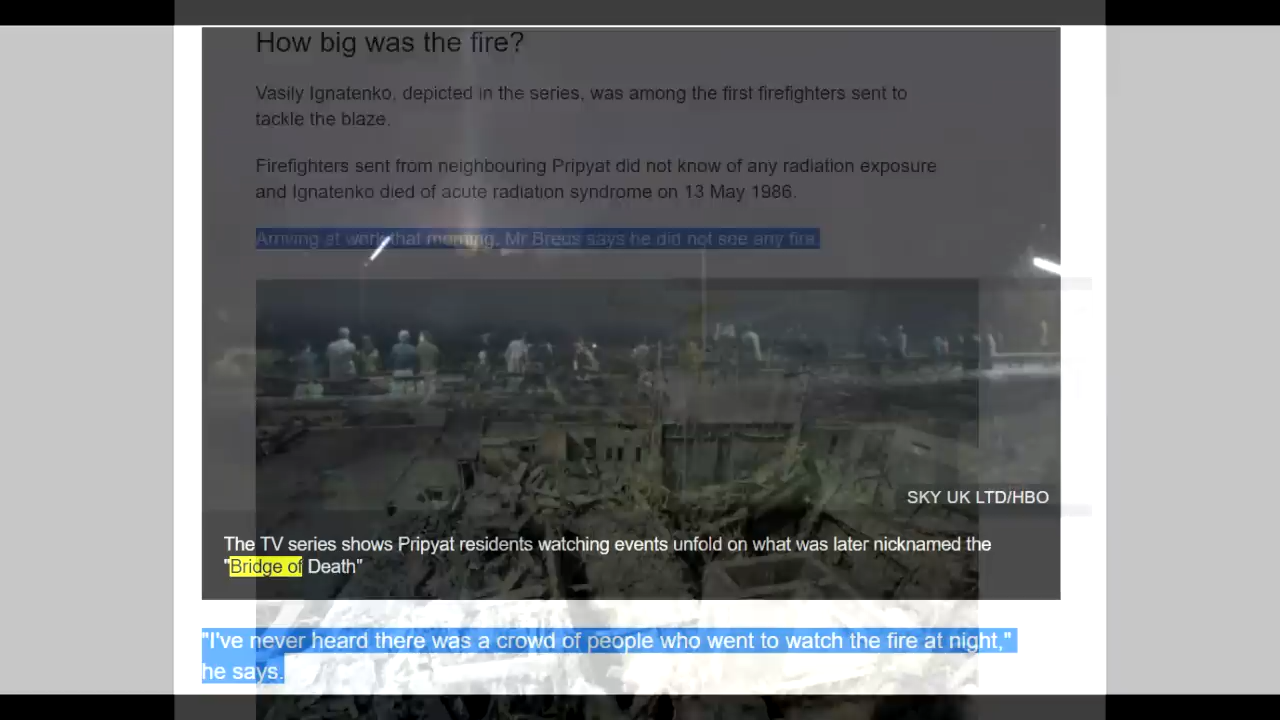 How big was the fire?
Vasily Ignatenko, depicted in the series, was among the first firefighters sent to
tackle the blaze.
Firefighters sent from neighbouring Pripyat did not know of any radiation exposure
and Ignatenko died of acute radiation syndrome on 13 May 1986.
Arriving at work that morning, Mr Breus says he did not see any fire.
SKY UK LTD/HBO
The TV series shows Pripyat residents watching events unfold on what was later nicknamed the
"Bridge of Death"
"I've never heard there was a crowd of people who went to watch the fire at night,"
he says.